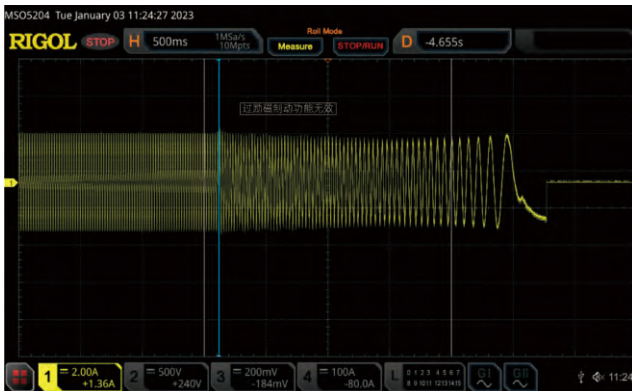 MSO5204 Tue January 03 11:24:27 2023
RIGOL STOP H 500ms 1MSa/s 10Mpts Roll Mode Measure STOP/RUN D -4.655s
过励磁制动功能无效
1
1 2.00A +1.36A 2 500V +240V 3 200mV -184mV 4 100A -80.0A L 0 1 2 3 4 5 6 7 8 9 10 11 12 13 14 15 GI GII 11:24